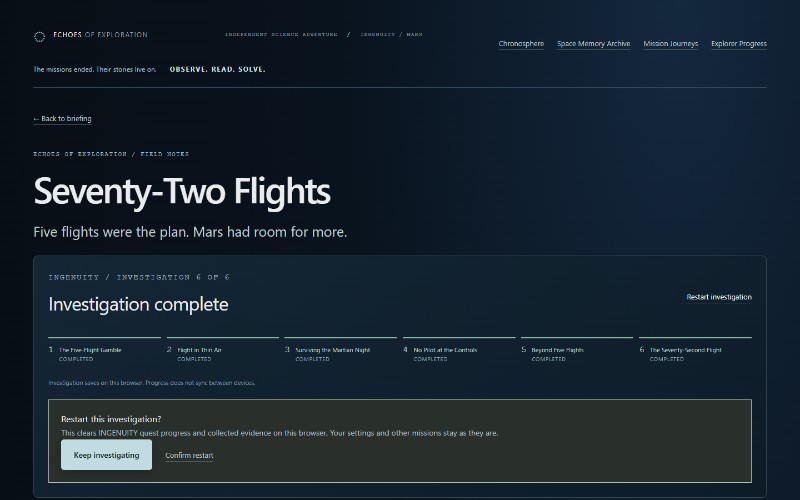 ECHOES OF EXPLORATION
INDEPENDENT SCIENCE ADVENTURE / INGENUITY / MARS
Chronosphere Space Memory Archive Mission Journeys Explorer Progress
The missions ended. Their stories live on. OBSERVE. READ. SOLVE.
← Back to briefing
ECHOES OF EXPLORATION / FIELD NOTES
Seventy-Two Flights
Five flights were the plan. Mars had room for more.
INGENUITY / INVESTIGATION 6 OF 6
Investigation complete
Restart investigation
1 The Five-Flight Gamble
COMPLETED
2 Flight in Thin Air
COMPLETED
3 Surviving the Martian Night
COMPLETED
4 No Pilot at the Controls
COMPLETED
5 Beyond Five Flights
COMPLETED
6 The Seventy-Second Flight
COMPLETED
Investigation saves on this browser. Progress does not sync between devices.
Restart this investigation?
This clears INGENUITY quest progress and collected evidence on this browser. Your settings and other missions stay as they are.
Keep investigating Confirm restart